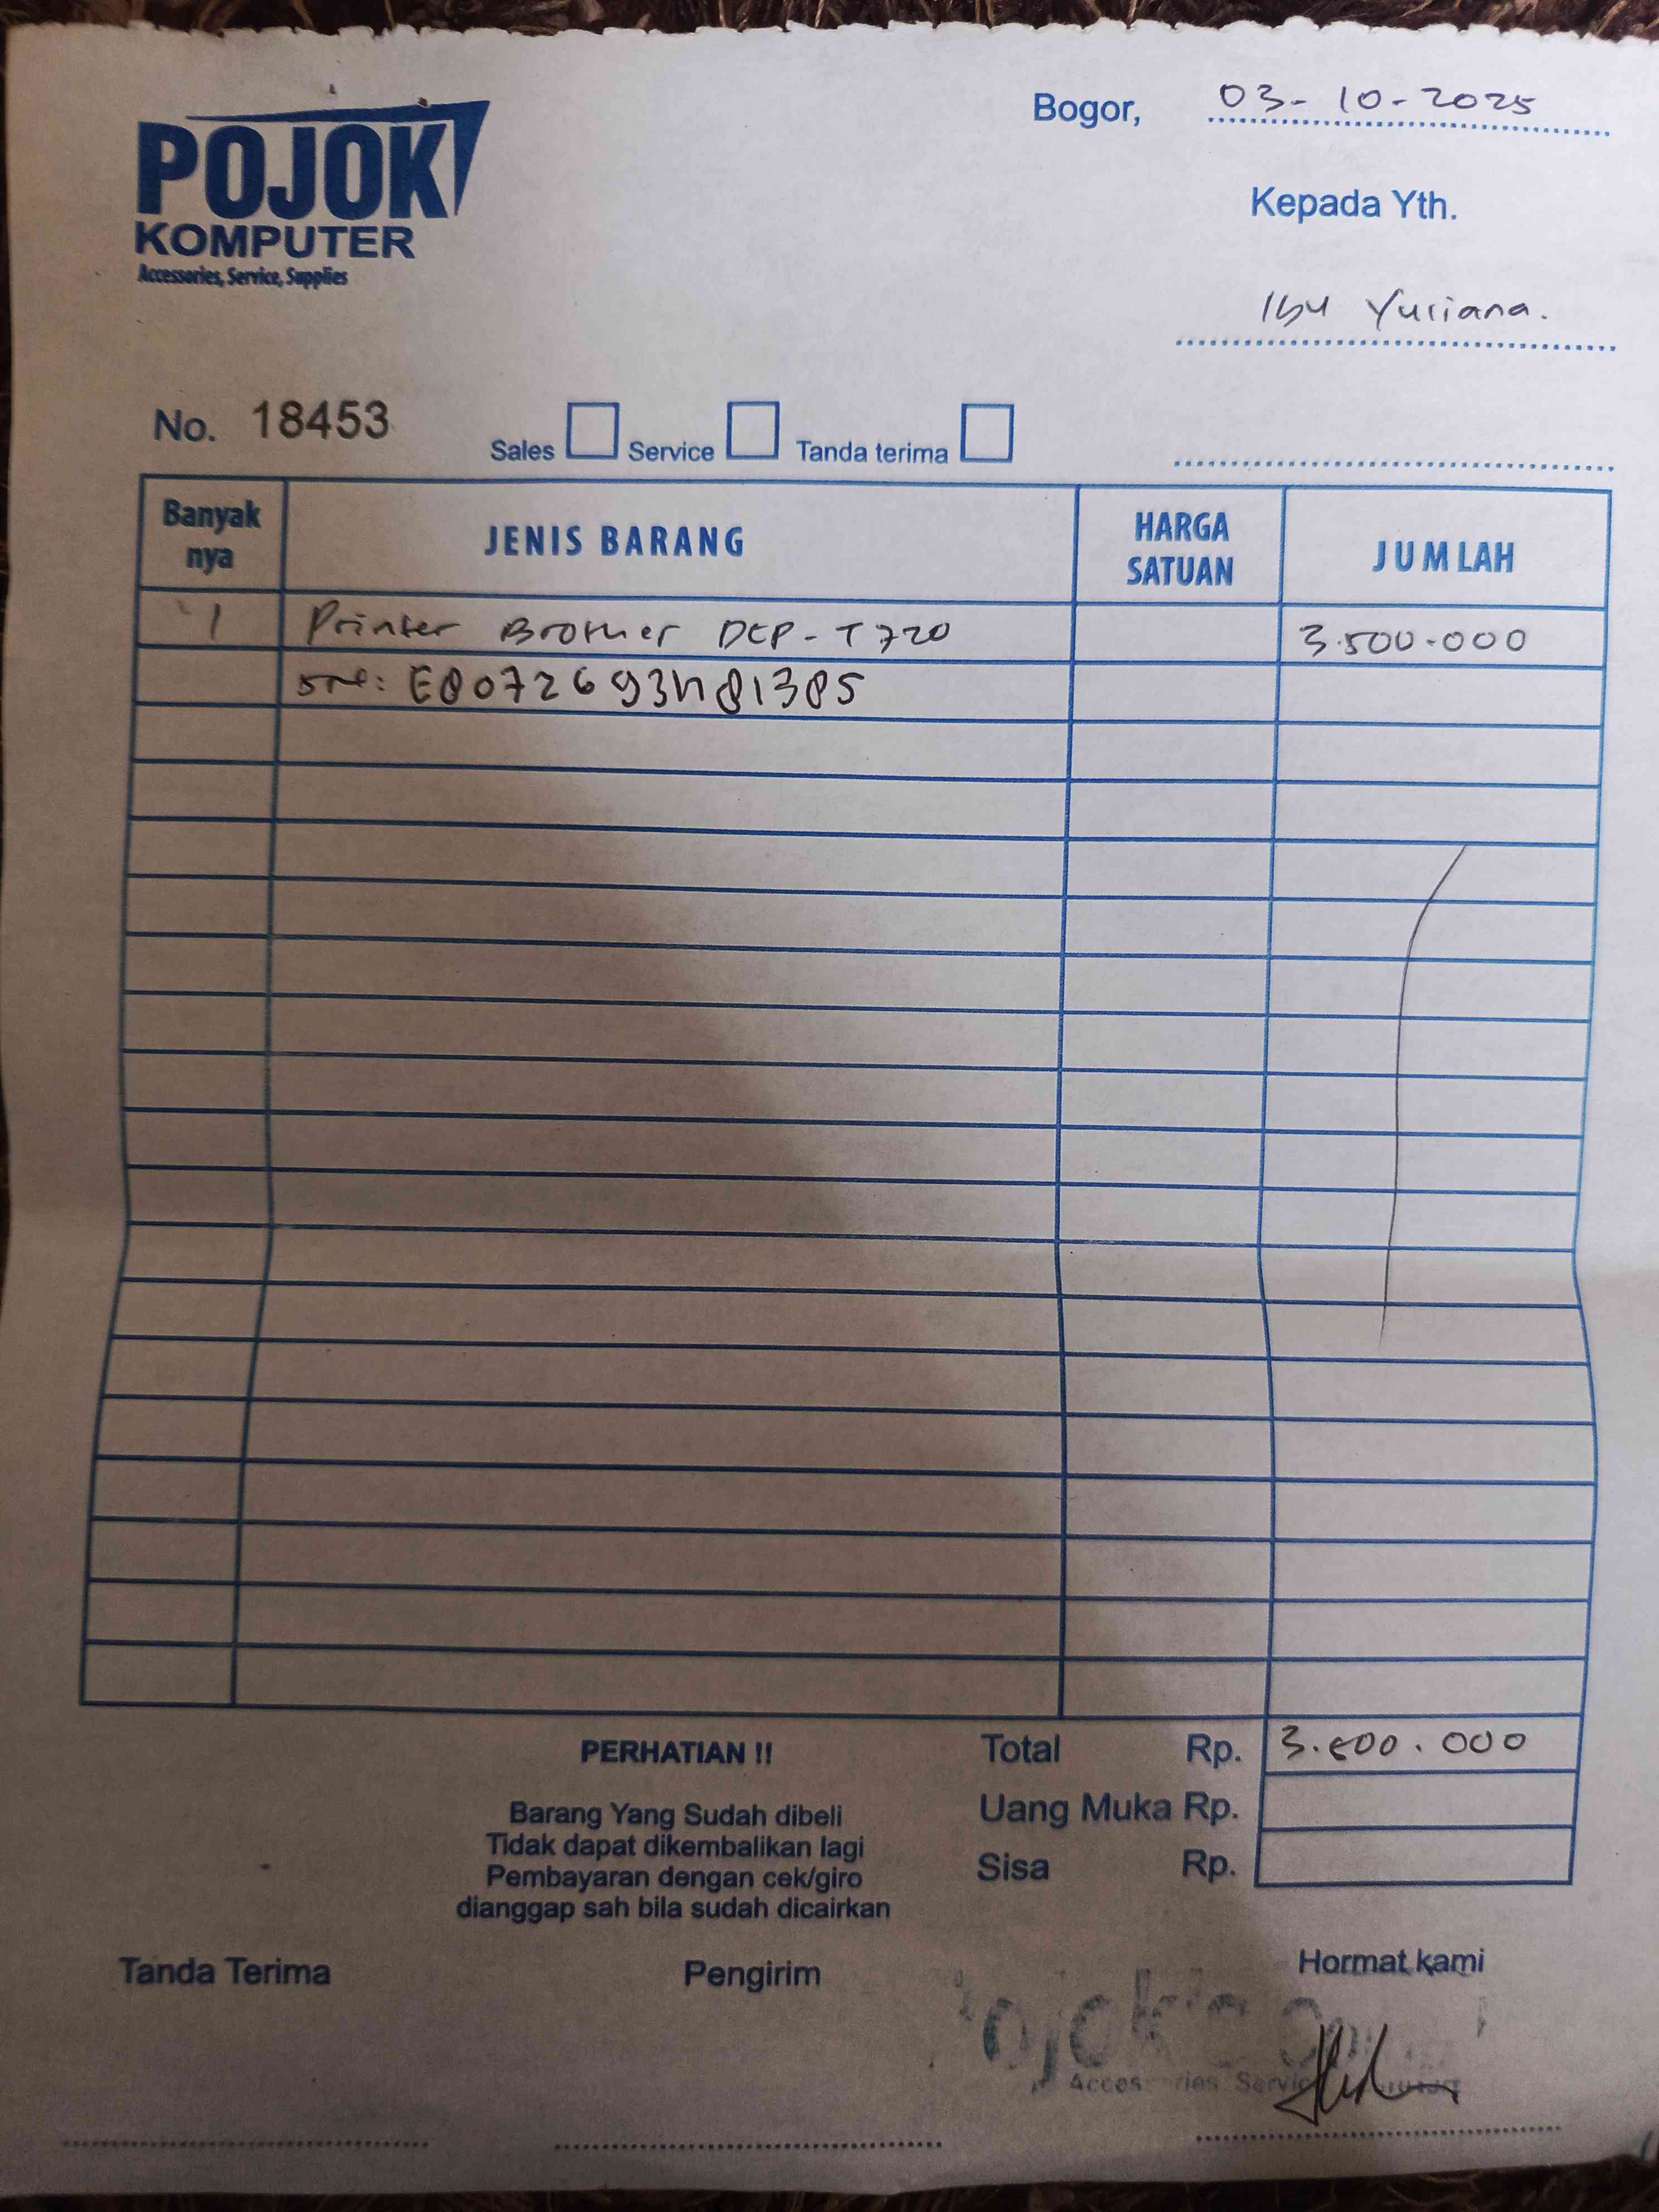 POJOK
KOMPUTER
Accessories, Service, Supplies
Bogor, 03-10-2025
Kepada Yth.
Ibu Yuliana.
No. 18453
Sales Service Tanda terima
Banyak nya JENIS BARANG HARGA SATUAN JUMLAH
1 Printer Brother DCP-T720 3.500.000
E8072693H81385
Total Rp. 3.500.000
Uang Muka Rp.
Sisa Rp.
PERHATIAN !!
Barang Yang Sudah dibeli
Tidak dapat dikembalikan lagi
Pembayaran dengan cek/giro
dianggap sah bila sudah dicairkan
Tanda Terima Pengirim Hormat kami